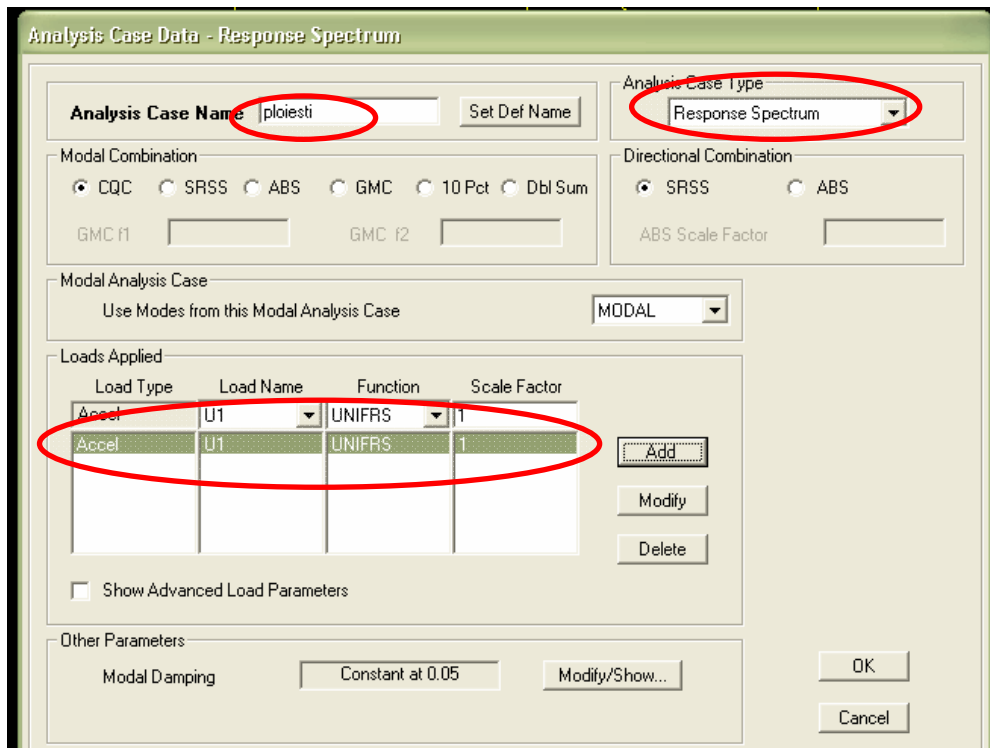 Analysis Case Data - Response Spectrum
Analysis Case Name ploiesti Set Def Name
Analysis Case Type
Response Spectrum
Modal Combination
CQC SRSS ABS GMC 10 Pct Dbl Sum
GMC f1 GMC f2
Directional Combination
SRSS ABS
ABS Scale Factor
Modal Analysis Case
Use Modes from this Modal Analysis Case MODAL
Loads Applied
Load Type Load Name Function Scale Factor
Accel U1 UNIFRS 1
Accel U1 UNIFRS 1
Add
Modify
Delete
Show Advanced Load Parameters
Other Parameters
Modal Damping Constant at 0.05 Modify/Show...
OK
Cancel